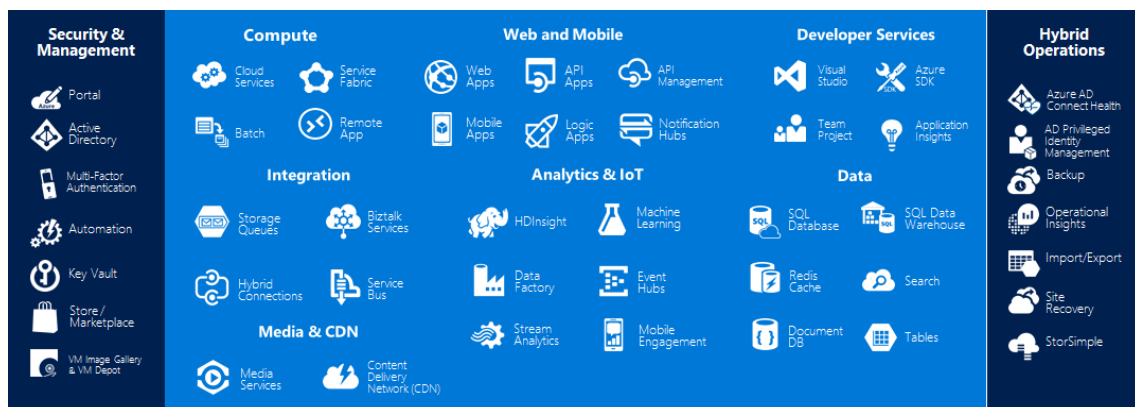 Security &
Management
Portal
Active
Directory
Multi-Factor
Authentication
Automation
Key Vault
Store /
Marketplace
VM Image Gallery
& VM Depot
Compute
Cloud
Services
Service
Fabric
Batch
Remote
App
Web and Mobile
Web
Apps
API
Apps
API
Management
Mobile
Apps
Logic
Apps
Notification
Hubs
Developer Services
Visual
Studio
SDK
Azure
SDK
Team
Project
Application
Insights
Integration
Storage
Queues
Biztalk
Services
Hybrid
Connections
Service
Bus
Analytics & IoT
HDInsight
Machine
Learning
Data
Factory
Event
Hubs
Stream
Analytics
Mobile
Engagement
Data
SQL
SQL
Database
SQL
SQL Data
Warehouse
Redis
Cache
Search
Document
DB
Tables
Media & CDN
Media
Services
Content
Delivery
Network (CDN)
Hybrid
Operations
Azure AD
Connect Health
AD Privileged
Identity
Management
Backup
Operational
Insights
Import/Export
Site
Recovery
StorSimple
Azure